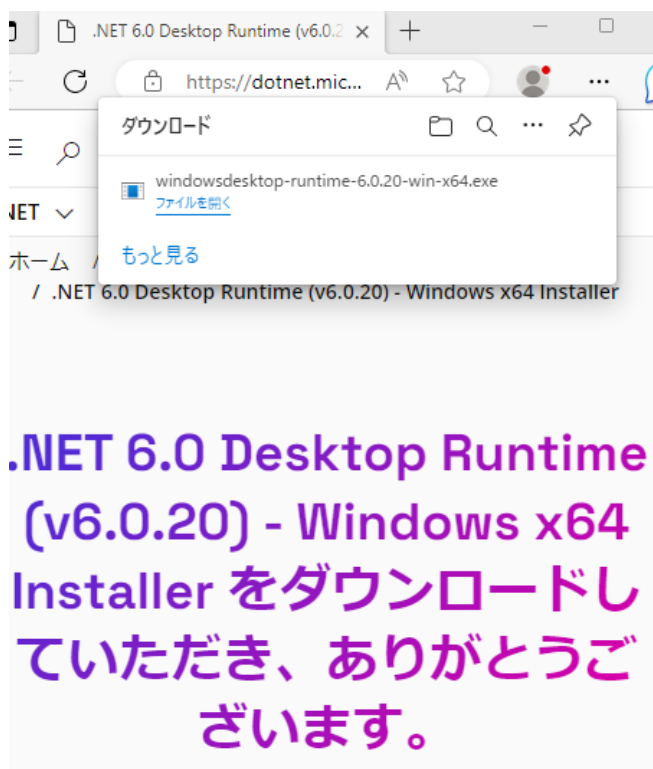 .NET 6.0 Desktop Runtime (v6.0.2
https://dotnet.mic...
ダウンロード
windowsdesktop-runtime-6.0.20-win-x64.exe
ファイルを開く
もっと見る
ホーム /
/ .NET 6.0 Desktop Runtime (v6.0.20) - Windows x64 Installer
.NET 6.0 Desktop Runtime
(v6.0.20) - Windows x64
Installer をダウンロードし
ていただき、ありがとうご
ざいます。